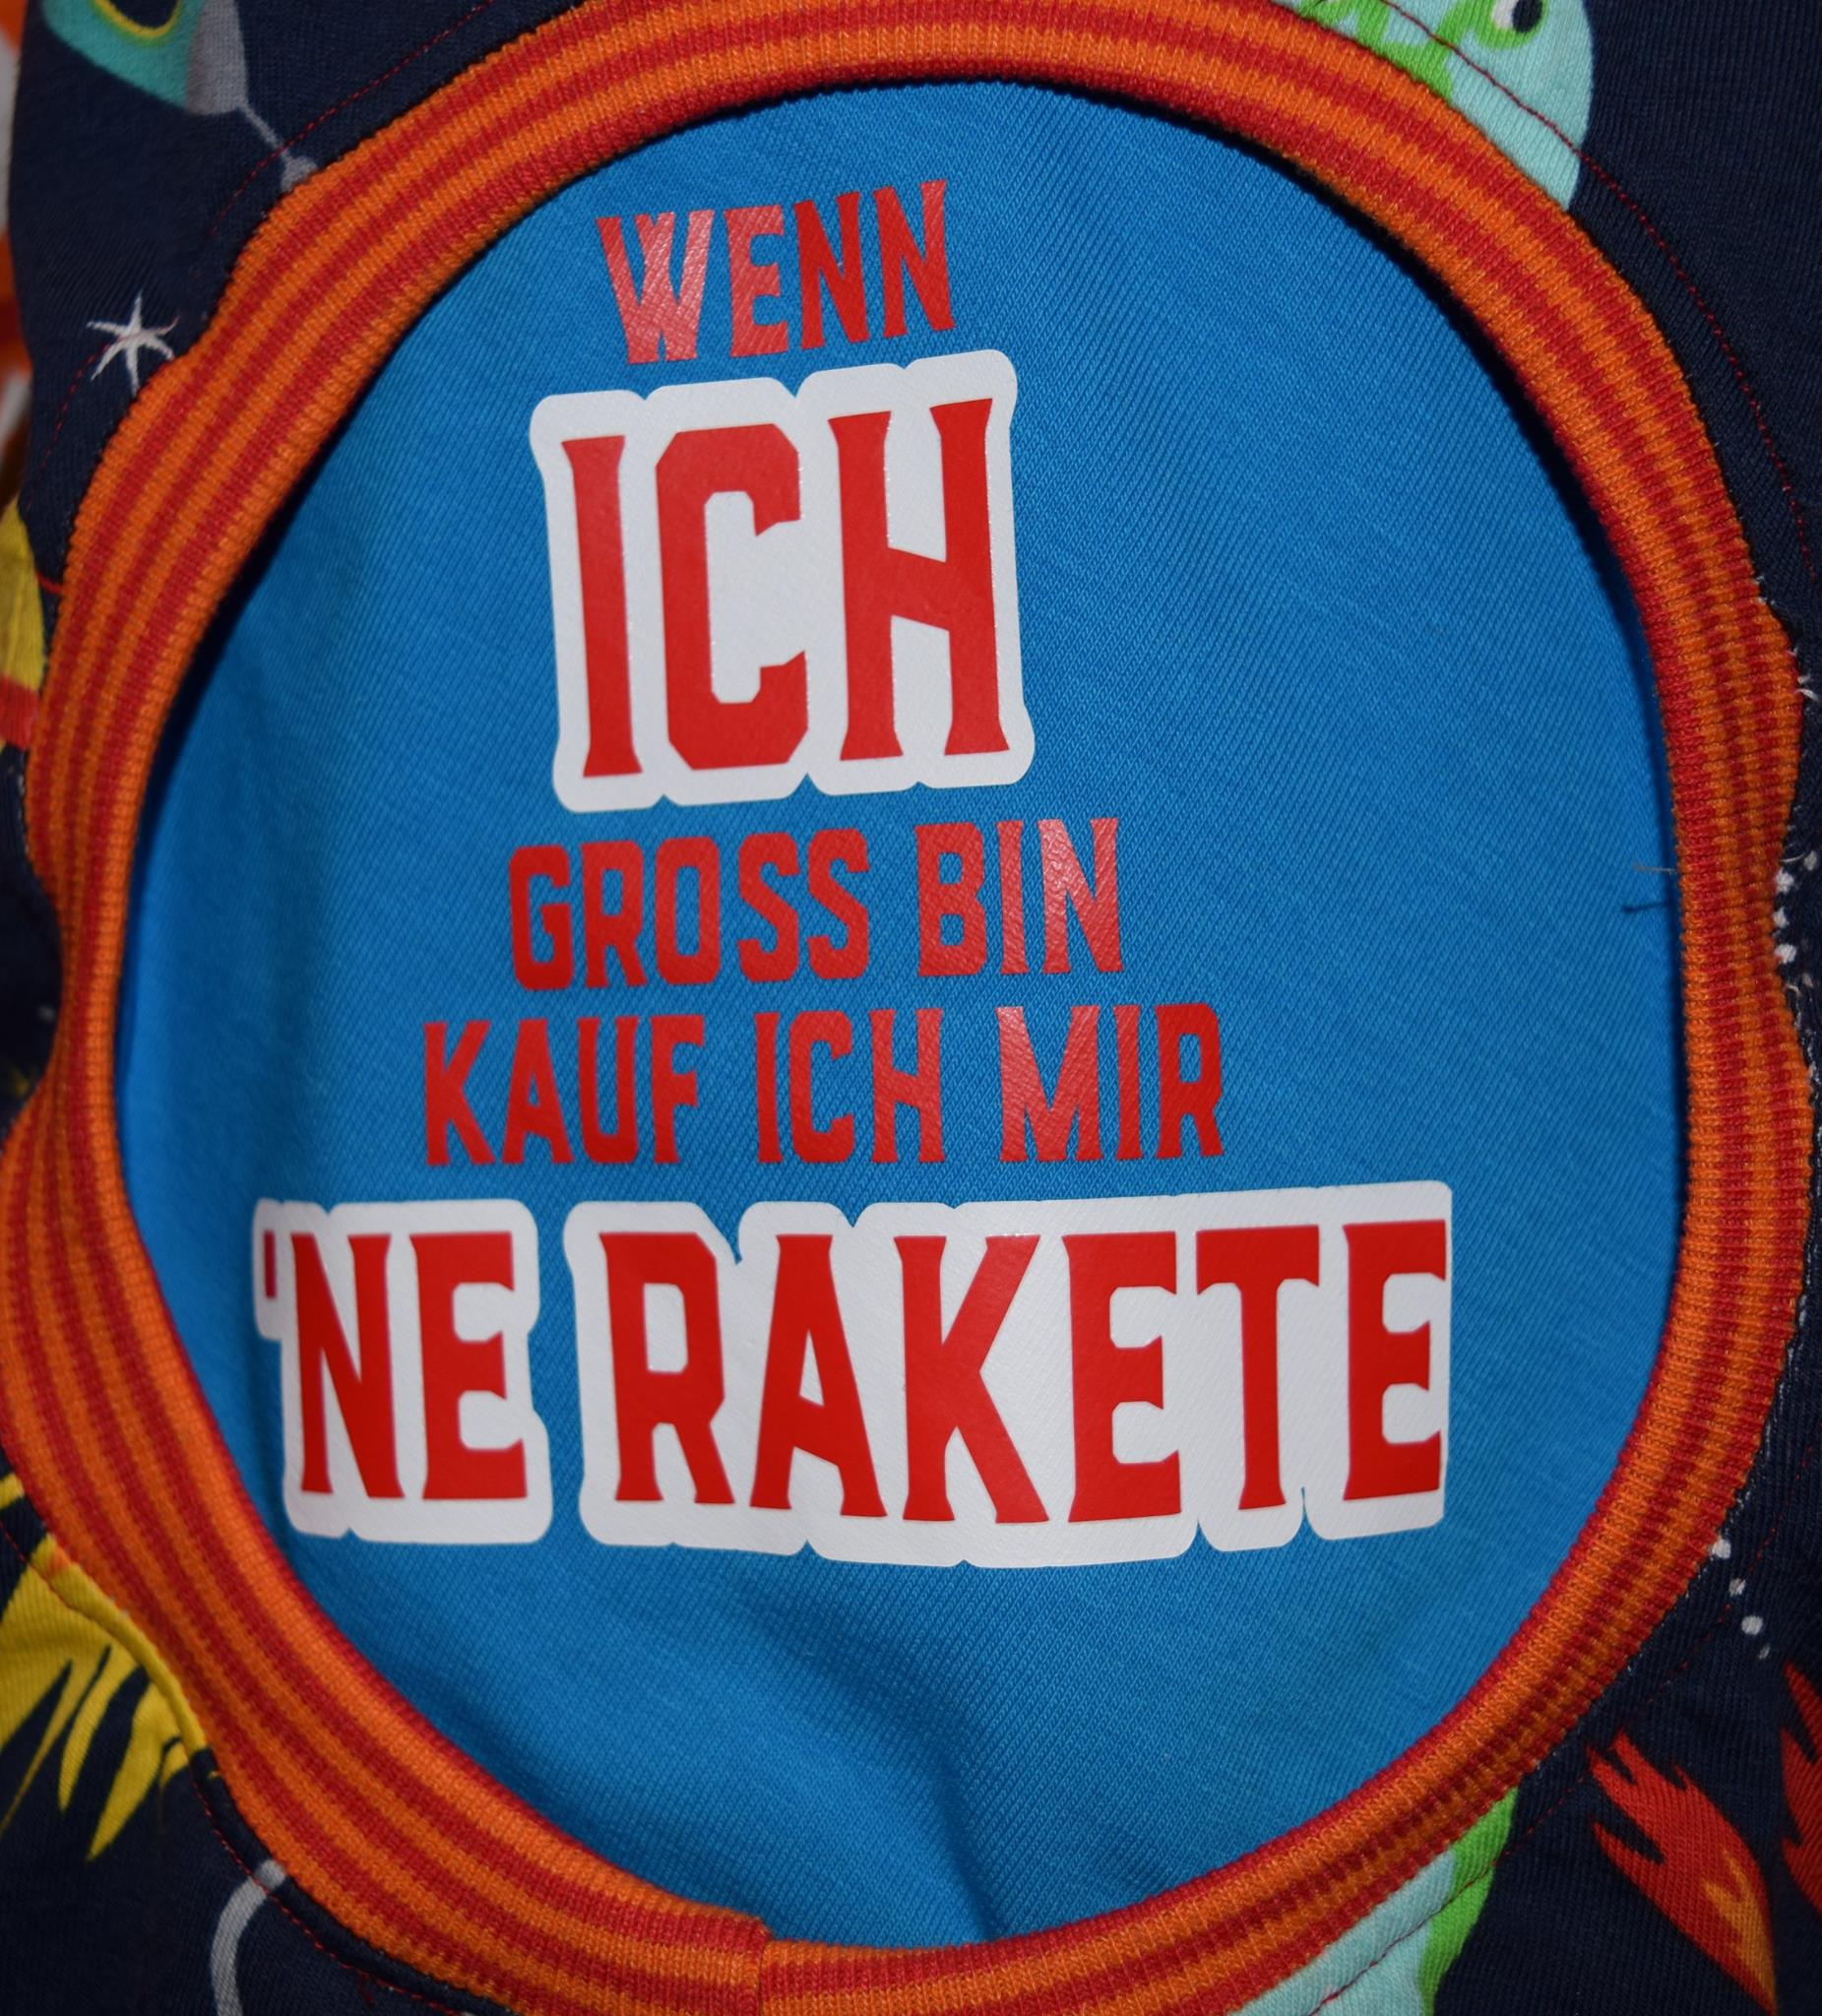 WENN
ICH
GROSS BIN
KAUF ICH MIR
'NE RAKETE